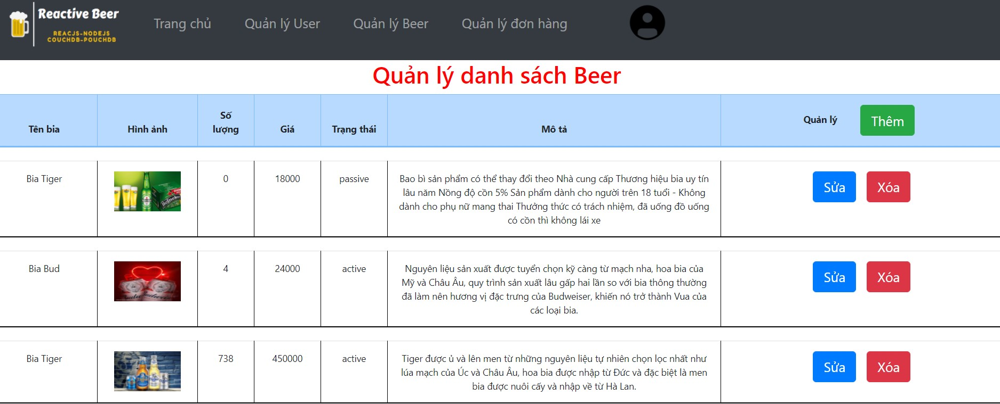 Reactive Beer
REACJS-NODEJS
COUCHDB-POUCHDB
Trang chủ
Quản lý User
Quản lý Beer
Quản lý đơn hàng
Quản lý danh sách Beer
Tên bia
Hình ảnh
Số
lượng
Giá
Trạng thái
Mô tả
Quản lý
Thêm
Bia Tiger
Heineken
0
18000
passive
Bao bì sản phẩm có thể thay đổi theo Nhà cung cấp Thương hiệu bia uy tín
lâu năm Nồng độ cồn 5% Sản phẩm dành cho người trên 18 tuổi - Không
dành cho phụ nữ mang thai Thưởng thức có trách nhiệm, đã uống đồ uống
có cồn thì không lái xe
Sửa
Xóa
Bia Bud
4
24000
active
Nguyên liệu sản xuất được tuyển chọn kỹ càng từ mạch nha, hoa bia của
Mỹ và Châu Âu, quy trình sản xuất lâu gấp hai lần so với bia thông thường
đã làm nên hương vị đặc trưng của Budweiser, khiến nó trở thành Vua của
các loại bia.
Sửa
Xóa
Bia Tiger
738
450000
active
Tiger được ủ và lên men từ những nguyên liệu tự nhiên chọn lọc nhất như
lúa mạch của Úc và Châu Âu, hoa bia được nhập từ Đức và đặc biệt là men
bia được nuôi cấy và nhập về từ Hà Lan.
Sửa
Xóa